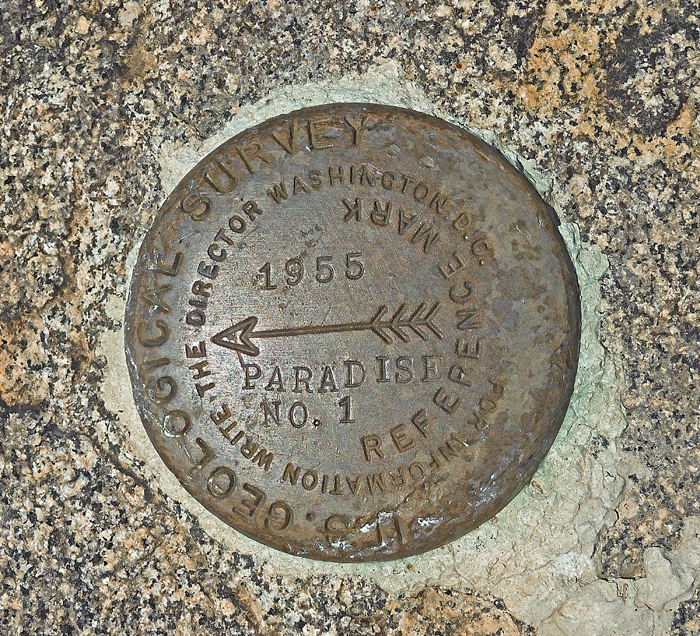 U.S. GEOLOGICAL SURVEY
FOR INFORMATION WRITE THE DIRECTOR WASHINGTON, D.C.
REFERENCE MARK
1955
PARADISE
NO. 1